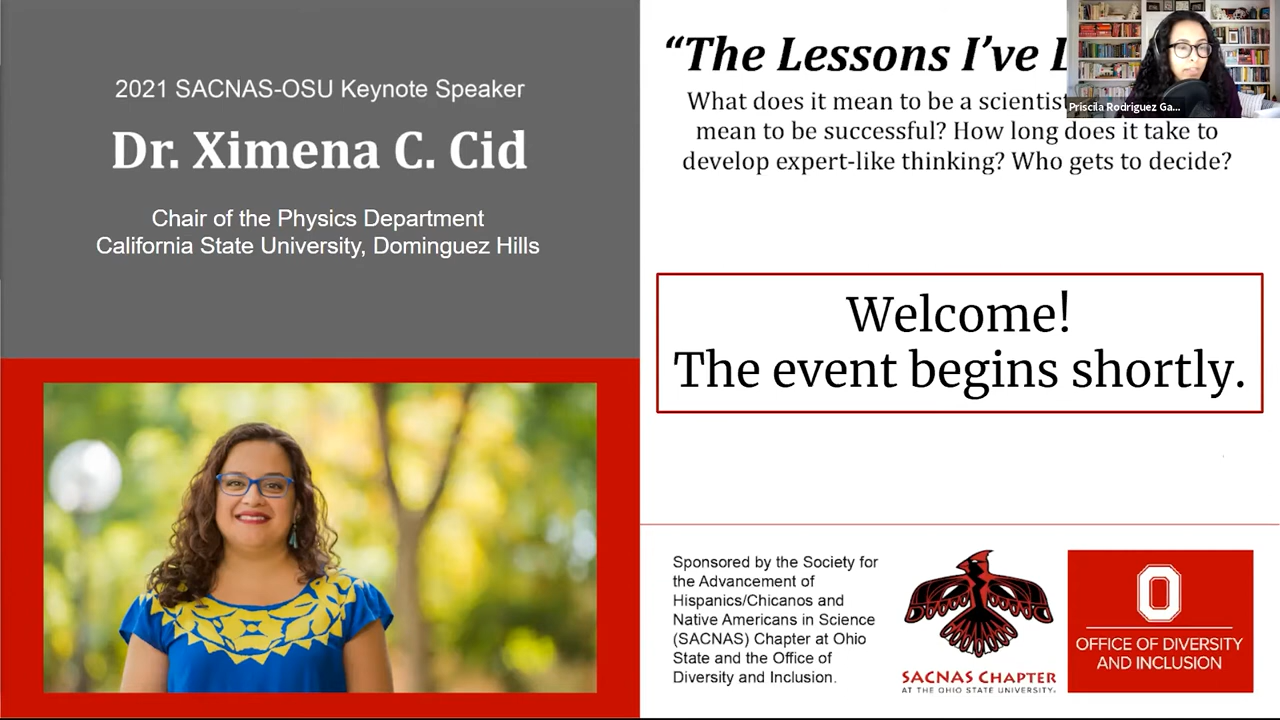 2021 SACNAS-OSU Keynote Speaker
Dr. Ximena C. Cid
Chair of the Physics Department
California State University, Dominguez Hills
“The Lessons I’ve
What does it mean to be a scientist
mean to be successful? How long does it take to
develop expert-like thinking? Who gets to decide?
Priscila Rodriguez Ga...
Welcome!
The event begins shortly.
Sponsored by the Society for
the Advancement of
Hispanics/Chicanos and
Native Americans in Science
(SACNAS) Chapter at Ohio
State and the Office of
Diversity and Inclusion.
SACNAS CHAPTER
AT THE OHIO STATE UNIVERSITY
O
OFFICE OF DIVERSITY
AND INCLUSION